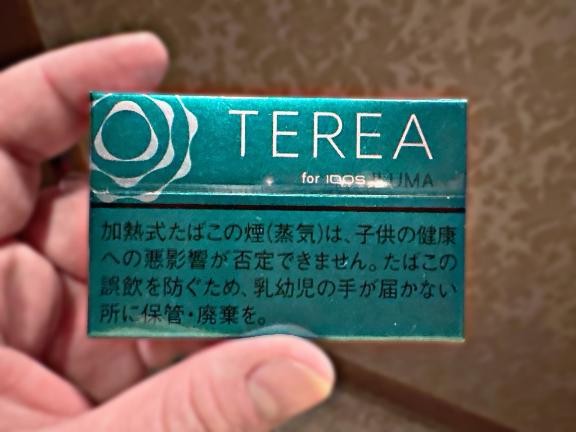 TEREA
for IQOS ILUMA
加熱式たばこの煙(蒸気)は、子供の健康
への悪影響が否定できません。たばこの
誤飲を防ぐため、乳幼児の手が届かない
所に保管・廃棄を。